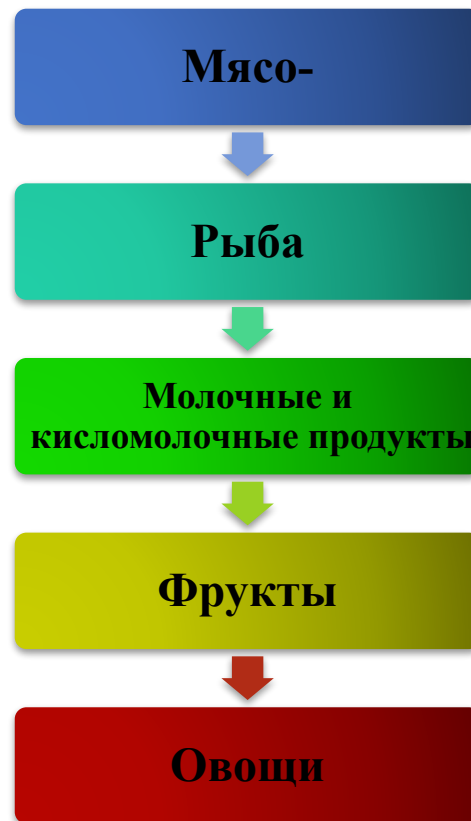 Мясо-
Рыба
Молочные и
кисломолочные продукты
Фрукты
Овощи